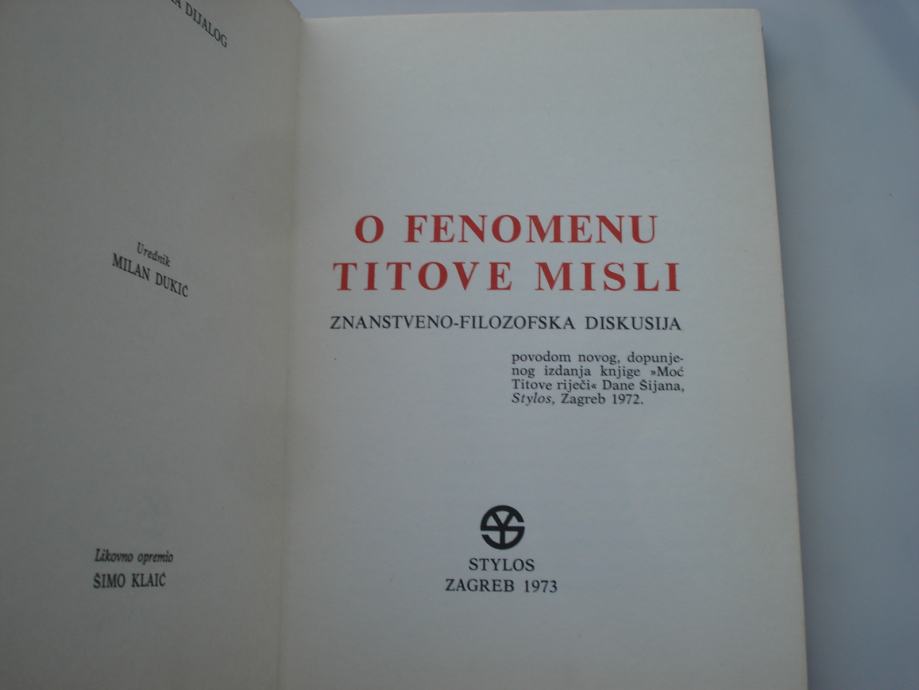 DIJALOG
Urednik
MILAN DUKIĆ
Likovno opremio
ŠIMO KLAIĆ
O FENOMENU
TITOVE MISLI
ZNANSTVENO-FILOZOFSKA DISKUSIJA
povodom novog, dopunje-
nog izdanja knjige »Moć
Titove riječi« Dane Šijana,
Stylos, Zagreb 1972.
STYLOS
ZAGREB 1973